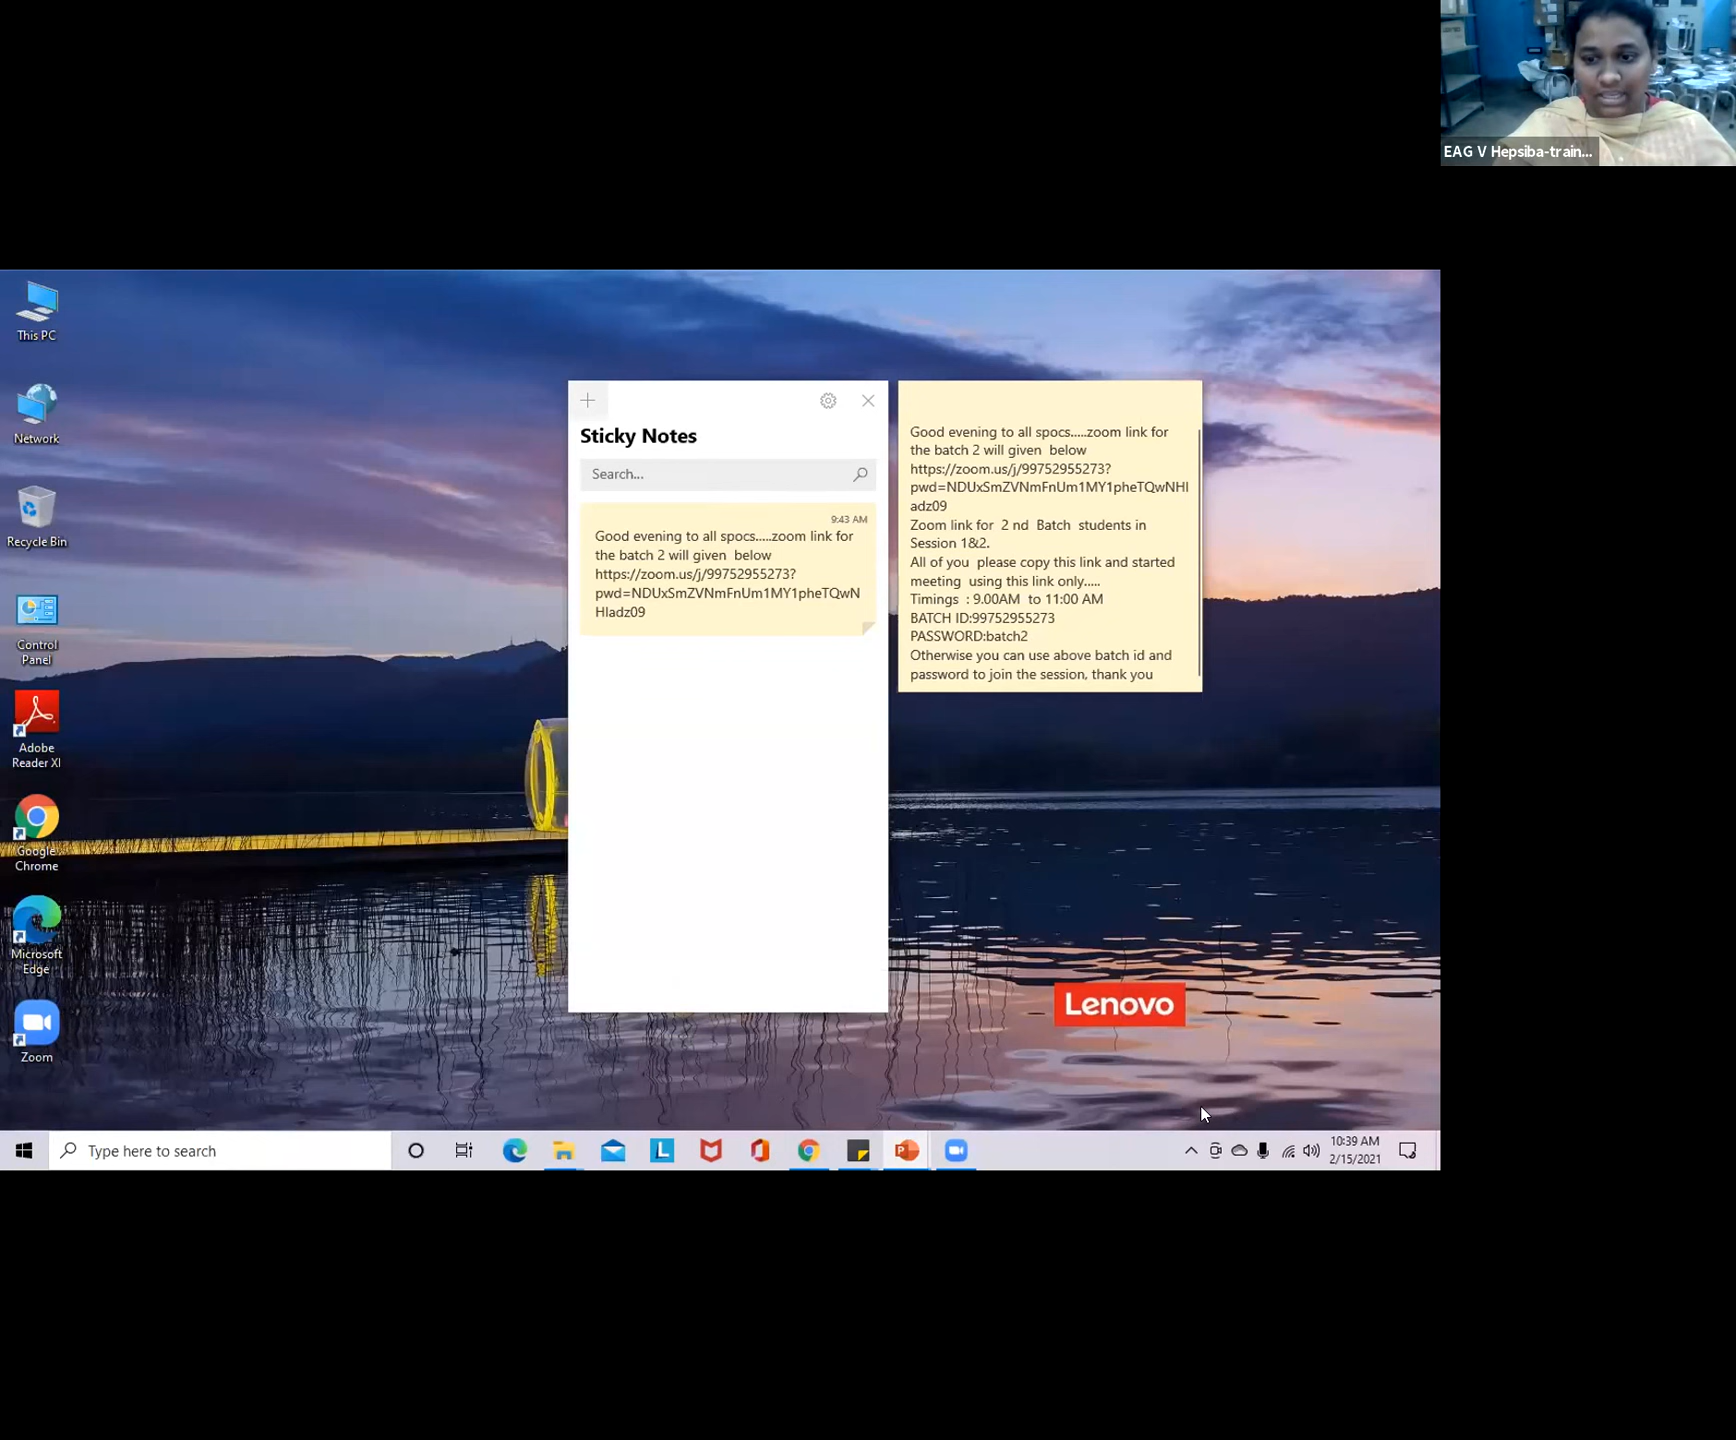 EAG V Hepsiba-train...
This PC
Network
Recycle Bin
Control
Panel
Adobe
Reader XI
Google
Chrome
Microsoft
Edge
Zoom
Sticky Notes
Search...
9:43 AM
Good evening to all spocs.....zoom link for
the batch 2 will given  below
https://zoom.us/j/99752955273?
pwd=NDUxSmZVNmFnUm1MY1pheTQwN
Hladz09
Good evening to all spocs.....zoom link for
the batch 2 will given  below
https://zoom.us/j/99752955273?
pwd=NDUxSmZVNmFnUm1MY1pheTQwNHl
adz09
Zoom link for  2 nd  Batch  students in
Session 1&2.
All of you  please copy this link and started
meeting  using this link only.....
Timings  : 9.00AM  to 11:00 AM
BATCH ID:99752955273
PASSWORD:batch2
Otherwise you can use above batch id and
password to join the session, thank you
Lenovo
Type here to search
10:39 AM
2/15/2021